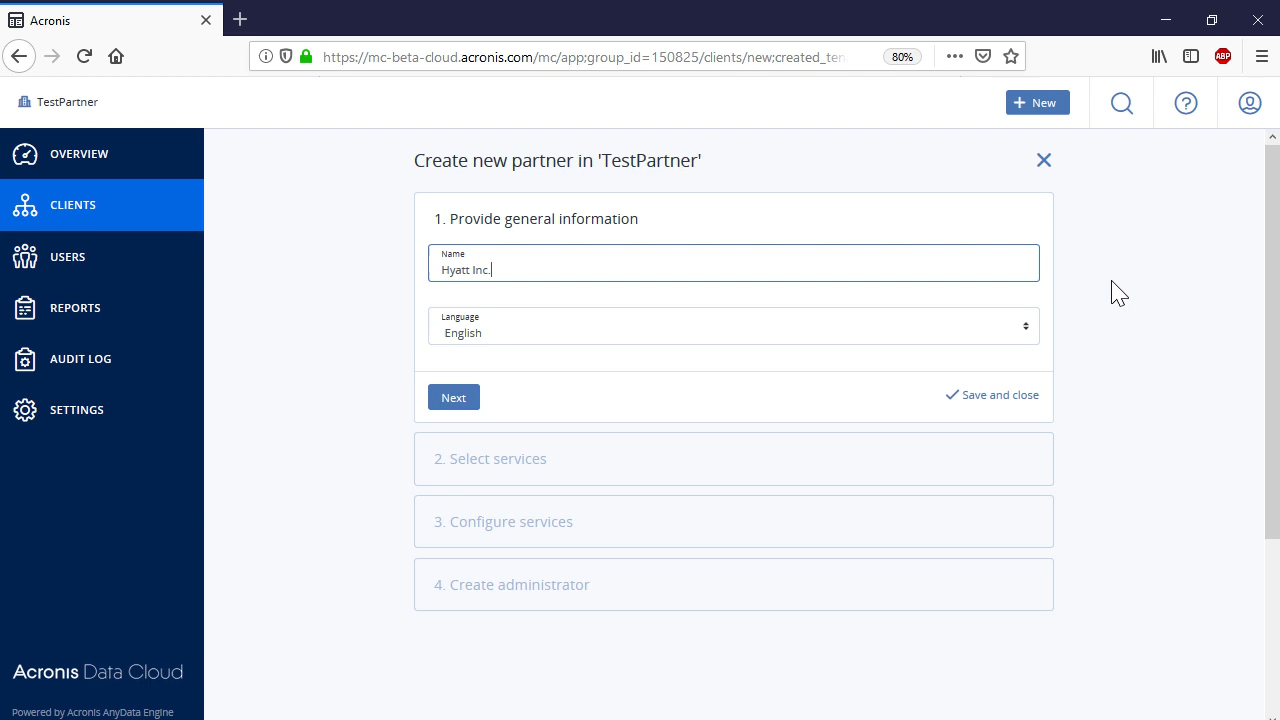 Acronis
https://mc-beta-cloud.acronis.com/mc/app;group_id=150825/clients/new;created_ten
80%
ABP
TestPartner
New
OVERVIEW
CLIENTS
USERS
REPORTS
AUDIT LOG
SETTINGS
Create new partner in 'TestPartner'
1. Provide general information
Name
Hyatt Inc.
Language
English
Next
Save and close
2. Select services
3. Configure services
4. Create administrator
Acronis Data Cloud
Powered by Acronis AnyData Engine